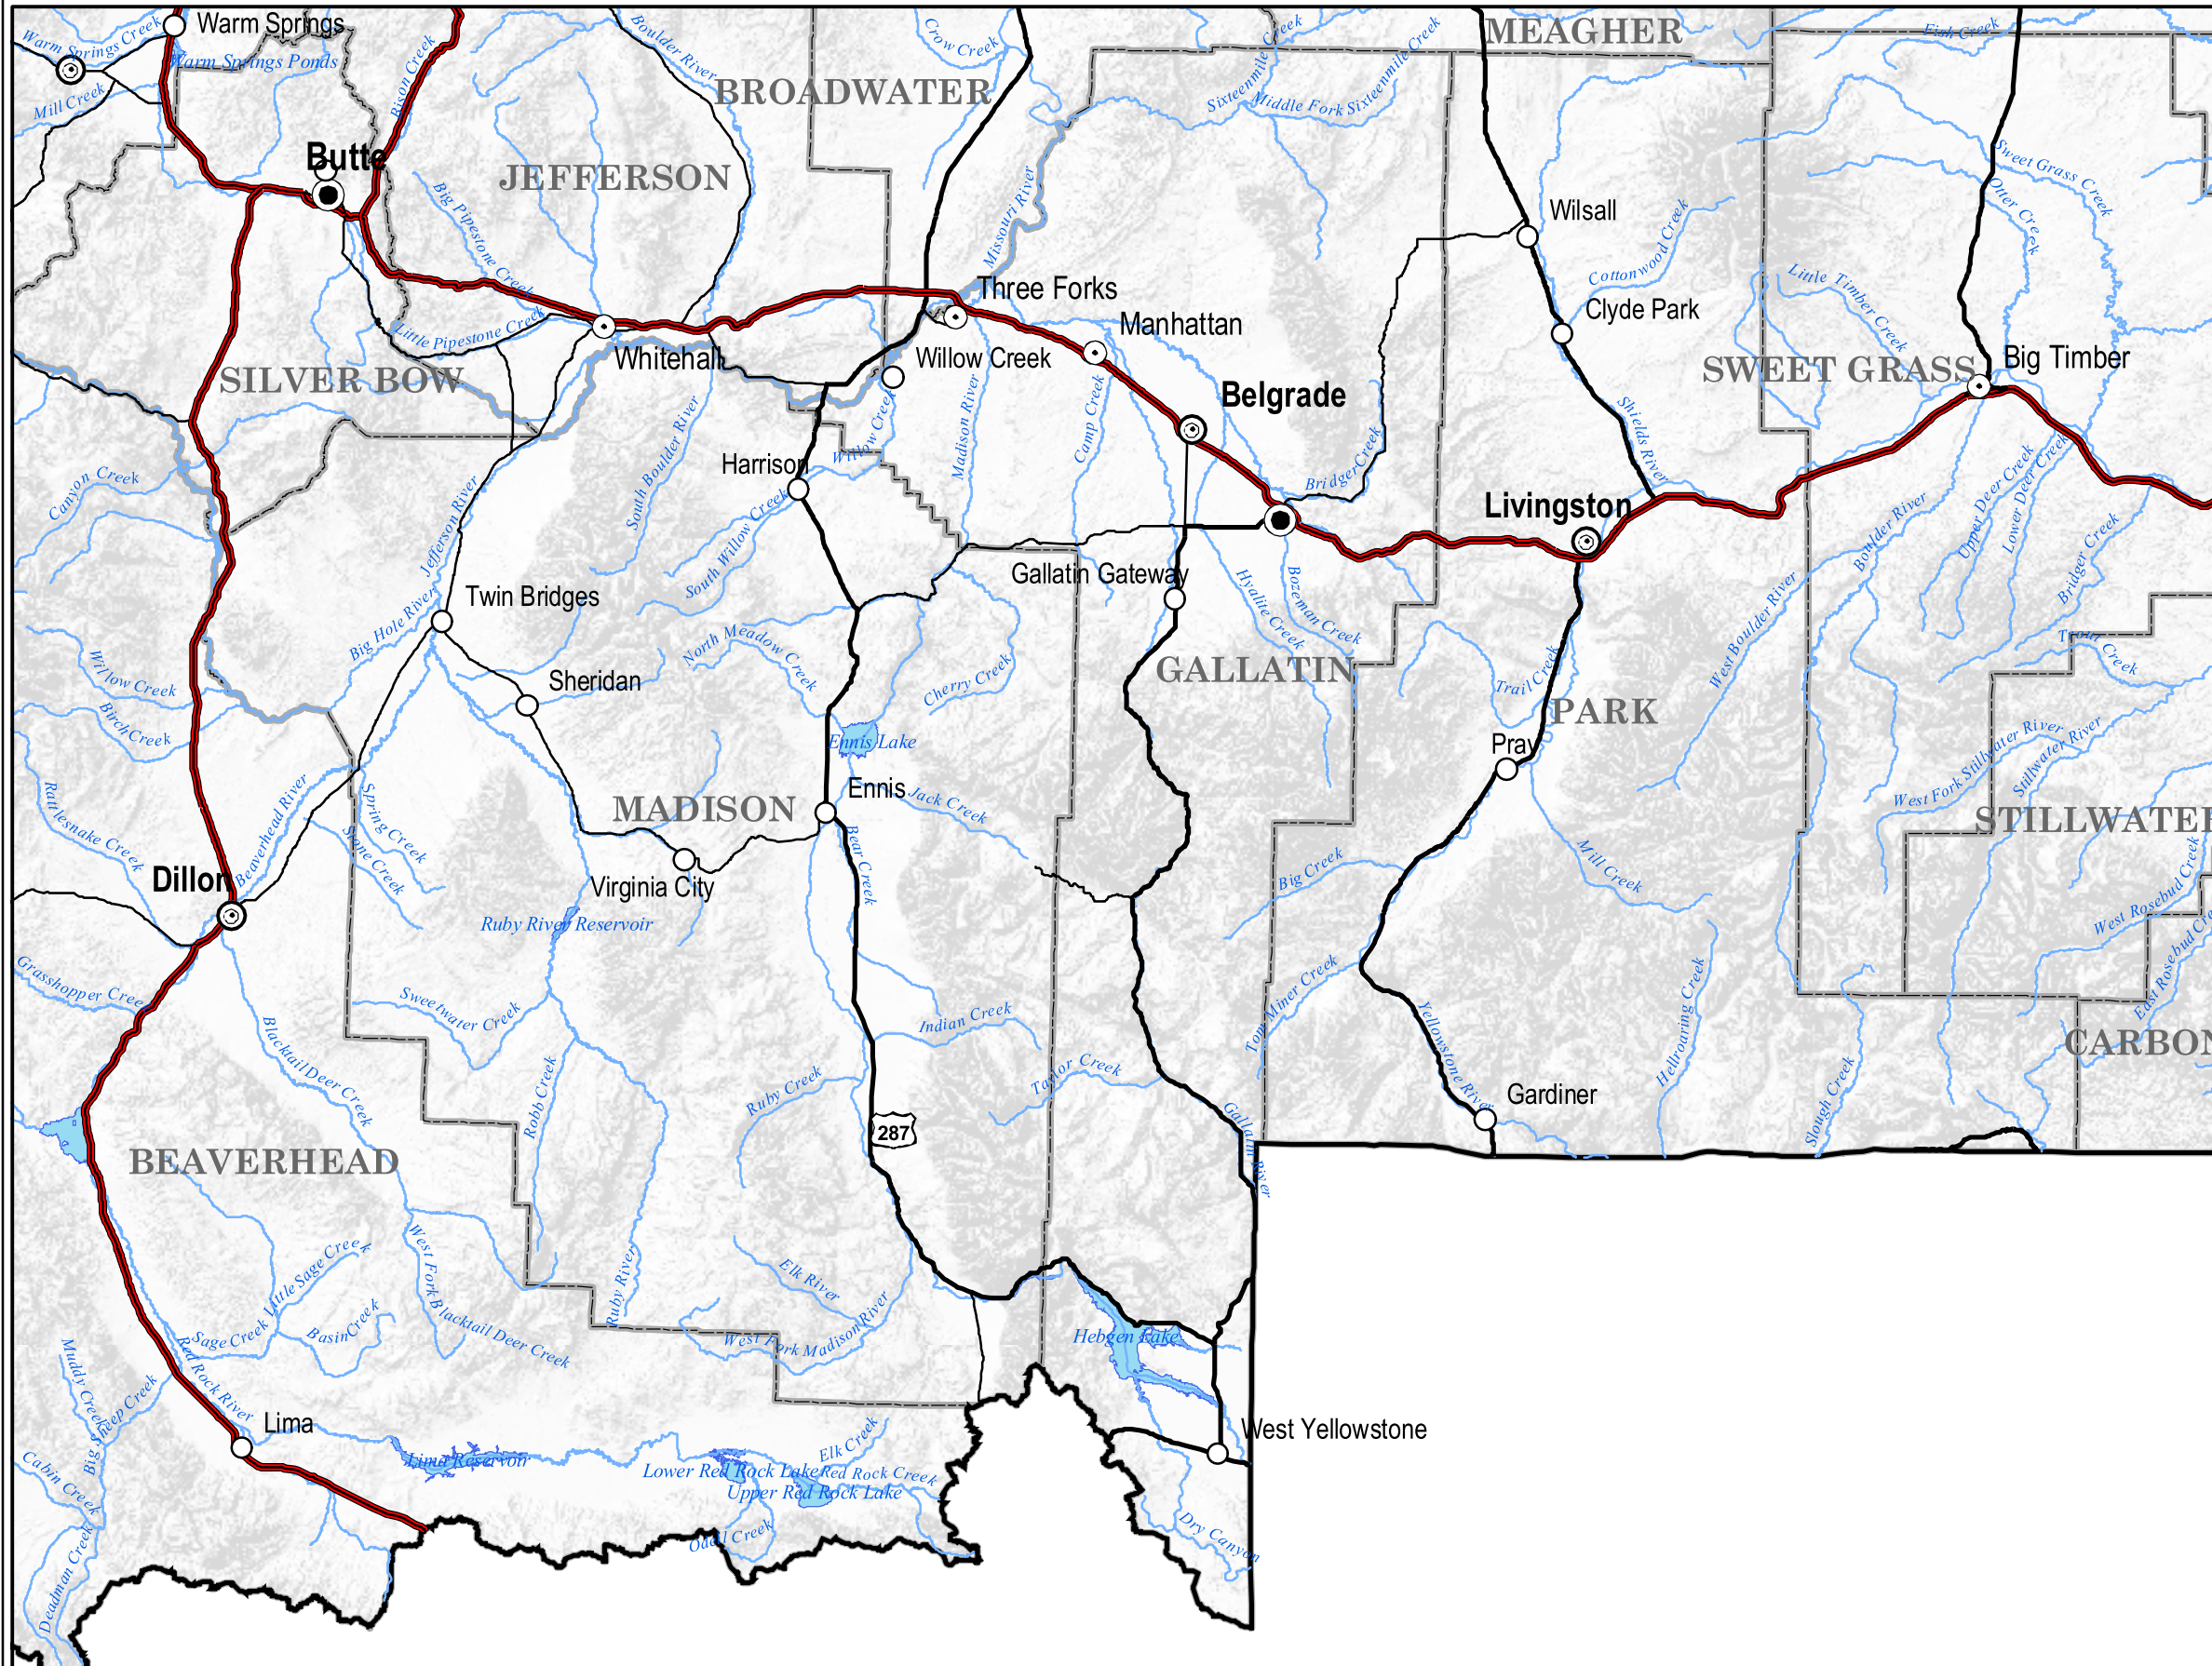 Warm Springs
Warm Springs Creek
Warm Springs Ponds
Mill Creek
Bison Creek
Boulder River
Crow Creek
BROADWATER
Sixteenmile Creek
Middle Fork Sixteenmile Creek
MEAGHER
Fish Creek
Butte
JEFFERSON
Big Pipestone Creek
Missouri River
Wilsall
Cottonwood Creek
Sweet Grass Creek
Otter Creek
Little Timber Creek
Three Forks
Manhattan
Clyde Park
Little Pipestone Creek
Whitehall
Willow Creek
SILVER BOW
SWEET GRASS
Big Timber
Belgrade
Shields River
Madison River
Camp Creek
Willow Creek
South Boulder River
Harrison
Bridger Creek
Canyon Creek
Jefferson River
South Willow Creek
Livingston
Boulder River
Upper Deer Creek
Lower Deer Creek
Bridger Creek
Gallatin Gateway
Hyalite Creek
Bozeman Creek
Twin Bridges
Big Hole River
North Meadow Creek
West Boulder River
Trout Creek
Willow Creek
Birch Creek
Sheridan
Cherry Creek
GALLATIN
Trail Creek
PARK
Ennis Lake
Pray
West Fork Stillwater River
Stillwater River
STILLWATER
Rattlesnake Creek
Beaverhead River
Spring Creek
Stone Creek
MADISON
Ennis
Jack Creek
Bear Creek
Big Creek
Mill Creek
Dillon
Virginia City
Ruby River Reservoir
West Rosebud Creek
East Rosebud Cre
Grasshopper Cree
Sweetwater Creek
Blacktail Deer Creek
Indian Creek
Tom Miner Creek
Yellowstone River
Hellroaring Creek
CARBON
Robb Creek
Ruby Creek
Taylor Creek
Gardiner
Slough Creek
287
Gallatin River
BEAVERHEAD
West Fork Blacktail Deer Creek
Little Sage Creek
Sage Creek
Basin Creek
Ruby River
Elk River
West Fork Madison River
Hebgen Lake
Muddy Creek
Big Sheep Creek
Red Rock River
Lima
West Yellowstone
Cabin Creek
Lima Reservoir
Elk Creek
Lower Red Rock Lake
Red Rock Creek
Upper Red Rock Lake
Odell Creek
Dry Canyon
Deadman Creek